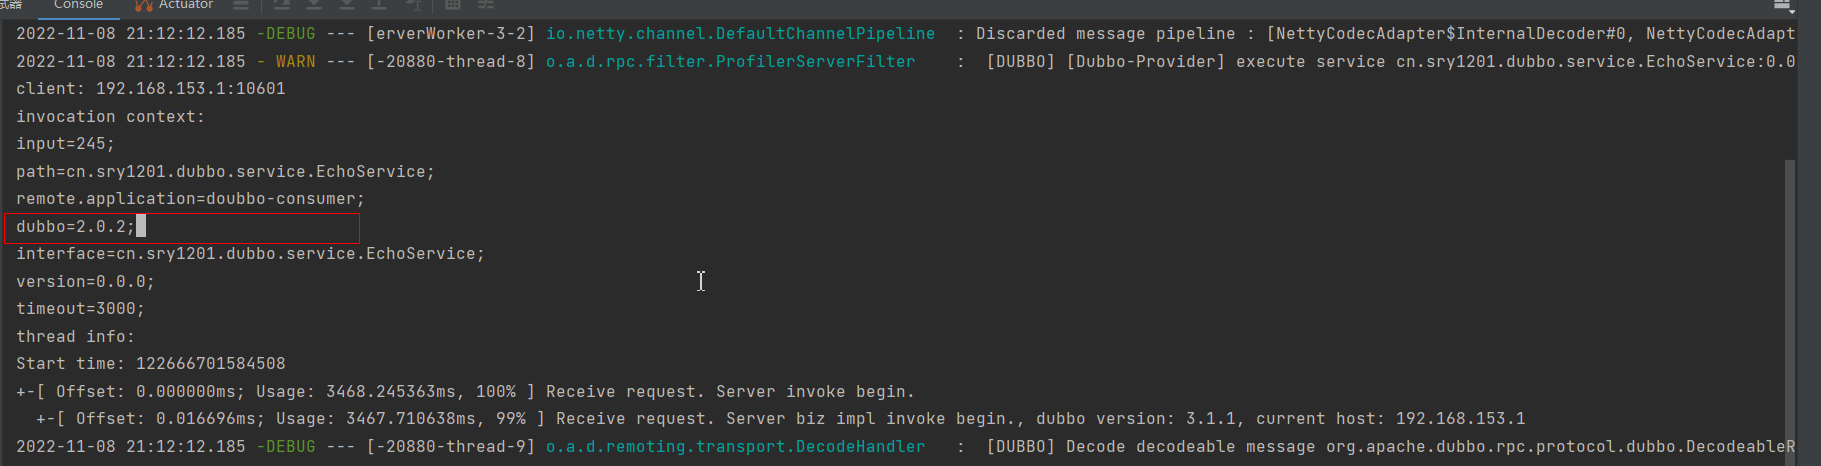 试器 Console Actuator
2022-11-08 21:12:12.185 -DEBUG --- [erverWorker-3-2] io.netty.channel.DefaultChannelPipeline : Discarded message pipeline : [NettyCodecAdapter$InternalDecoder#0, NettyCodecAdapt
2022-11-08 21:12:12.185 - WARN --- [-20880-thread-8] o.a.d.rpc.filter.ProfilerServerFilter : [DUBBO] [Dubbo-Provider] execute service cn.sry1201.dubbo.service.EchoService:0.0
client: 192.168.153.1:10601
invocation context:
input=245;
path=cn.sry1201.dubbo.service.EchoService;
remote.application=doubbo-consumer;
dubbo=2.0.2;
interface=cn.sry1201.dubbo.service.EchoService;
version=0.0.0;
timeout=3000;
thread info:
Start time: 122666701584508
+-[ Offset: 0.000000ms; Usage: 3468.245363ms, 100% ] Receive request. Server invoke begin.
+-[ Offset: 0.016696ms; Usage: 3467.710638ms, 99% ] Receive request. Server biz impl invoke begin., dubbo version: 3.1.1, current host: 192.168.153.1
2022-11-08 21:12:12.185 -DEBUG --- [-20880-thread-9] o.a.d.remoting.transport.DecodeHandler : [DUBBO] Decode decodeable message org.apache.dubbo.rpc.protocol.dubbo.DecodeableR